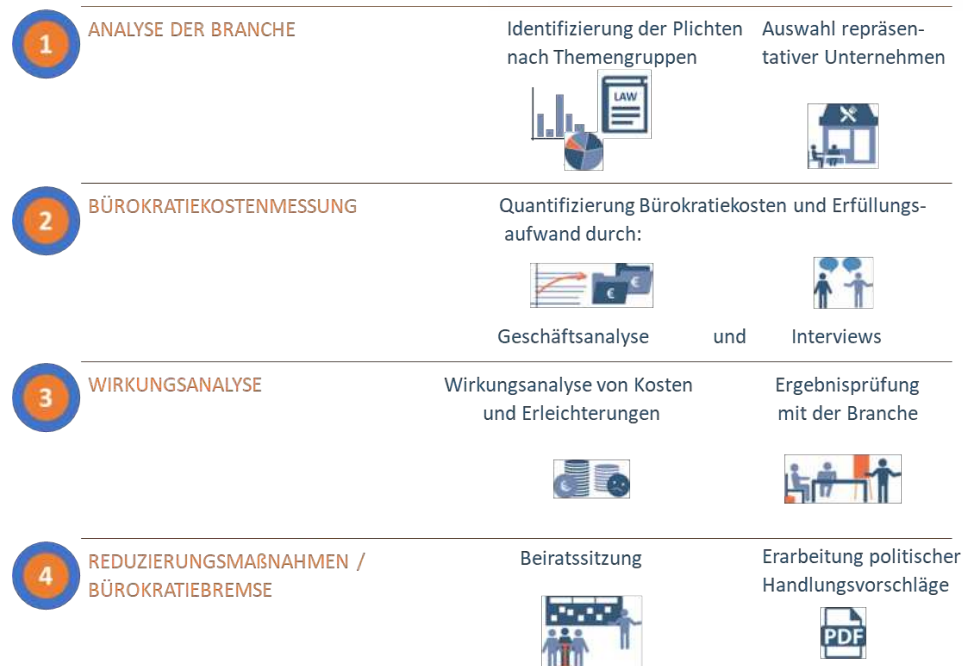 1
ANALYSE DER BRANCHE
Identifizierung der Plichten
nach Themengruppen
LAW
Auswahl repräsen-
tativer Unternehmen
2
BÜROKRATIEKOSTENMESSUNG
Quantifizierung Bürokratiekosten und Erfüllungs-
aufwand durch:
€
€
Geschäftsanalyse und Interviews
3
WIRKUNGSANALYSE
Wirkungsanalyse von Kosten
und Erleichterungen
€
Ergebnisprüfung
mit der Branche
4
REDUZIERUNGSMAßNAHMEN /
BÜROKRATIEBREMSE
Beiratssitzung
Erarbeitung politischer
Handlungsvorschläge
PDF